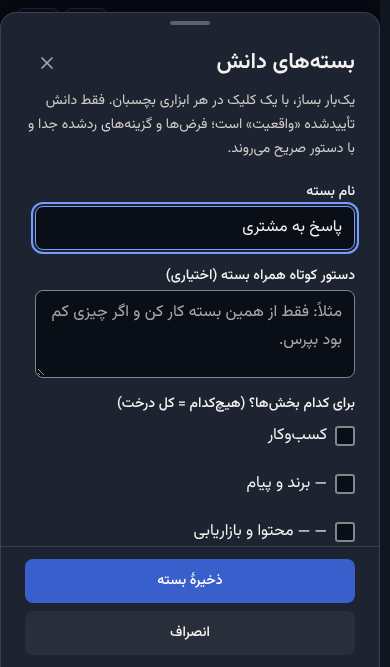 بسته‌های دانش
یک‌بار بساز، با یک کلیک در هر ابزاری بچسبان. فقط دانش
تأییدشده «واقعیت» است؛ فرض‌ها و گزینه‌های ردشده جدا و
با دستور صریح می‌روند.
نام بسته
پاسخ به مشتری
دستور کوتاه همراه بسته (اختیاری)
مثلاً: فقط از همین بسته کار کن و اگر چیزی کم
بود بپرس.
برای کدام بخش‌ها؟ (هیچ‌کدام = کل درخت)
کسب‌وکار
— برند و پیام
— — محتوا و بازاریابی
ذخیرهٔ بسته
انصراف